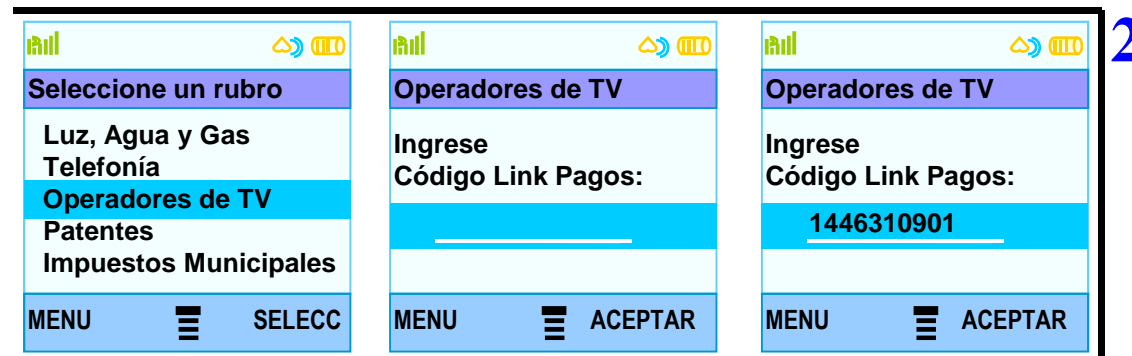 Seleccione un rubro
Luz, Agua y Gas
Telefonía
Operadores de TV
Patentes
Impuestos Municipales
MENU SELECC
Operadores de TV
Ingrese
Código Link Pagos:
MENU ACEPTAR
Operadores de TV
Ingrese
Código Link Pagos:
1446310901
MENU ACEPTAR
2